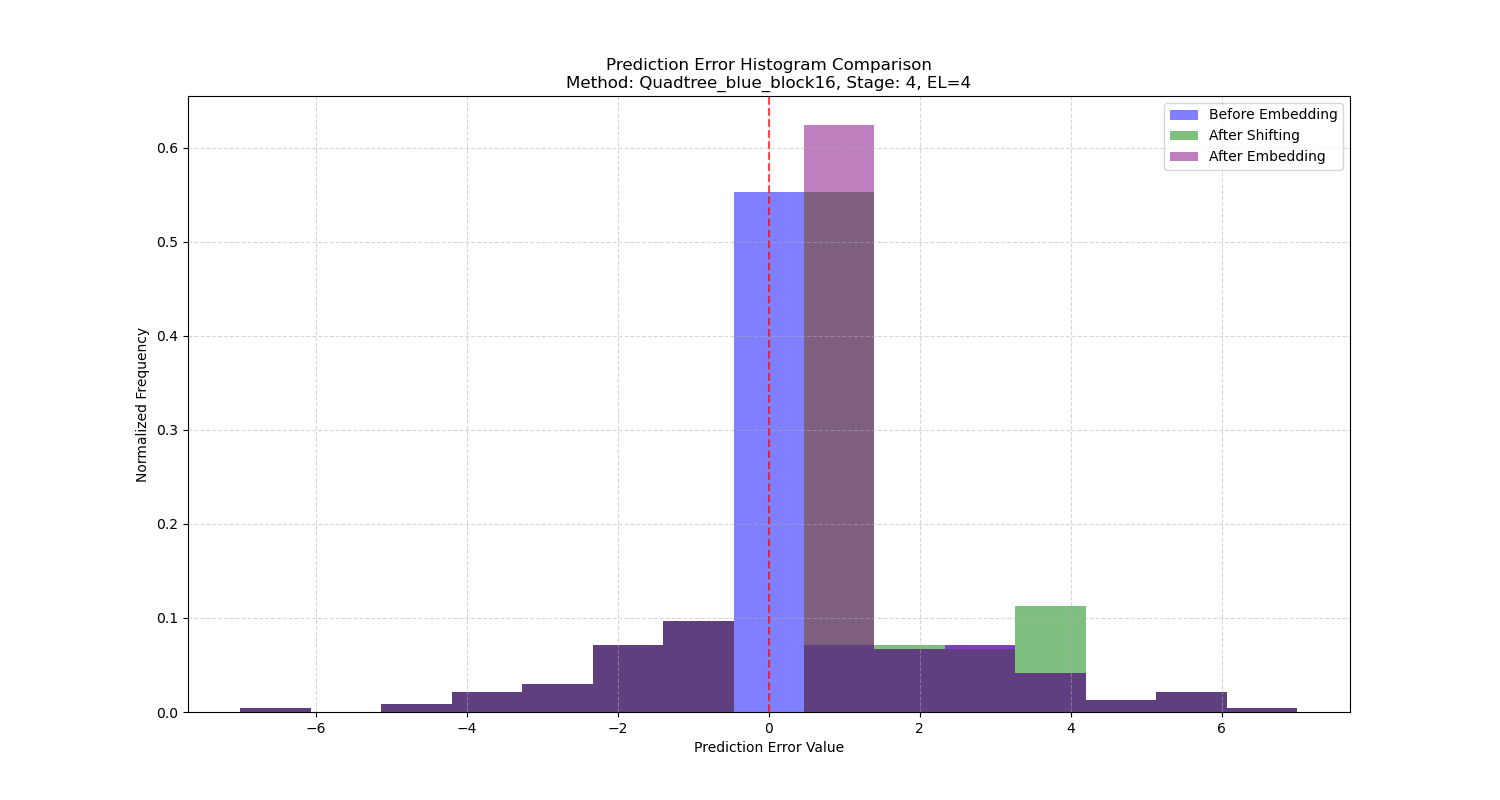 Prediction Error Histogram Comparison
Method: Quadtree_blue_block16, Stage: 4, EL=4
Before Embedding
After Shifting
After Embedding
Normalized Frequency
0.6
0.5
0.4
0.3
0.2
0.1
0.0
−6 −4 −2 0 2 4 6
Prediction Error Value